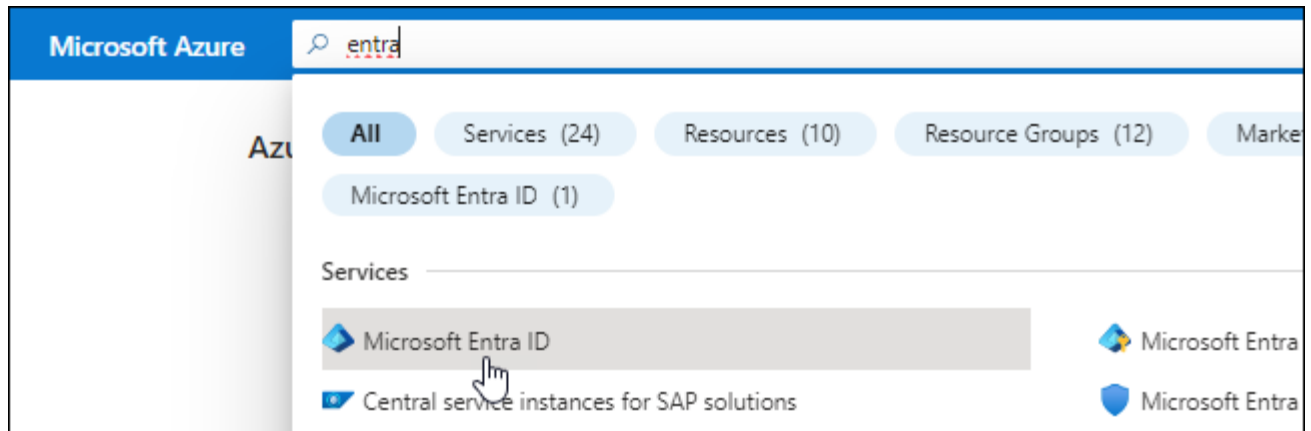 Microsoft Azure
entra
Azu
All Services (24) Resources (10) Resource Groups (12) Marke
Microsoft Entra ID (1)
Services
Microsoft Entra ID Microsoft Entra
Central service instances for SAP solutions Microsoft Entra